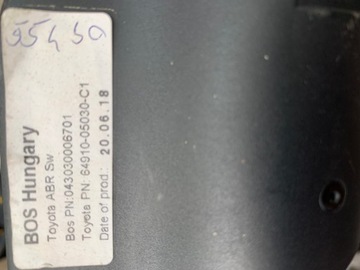 55450
BOS Hungary
Toyota ABR Sw
Bos PN.043030006701
Toyota PN: 64910-05030-C1
Date of prod.: 20.06.18